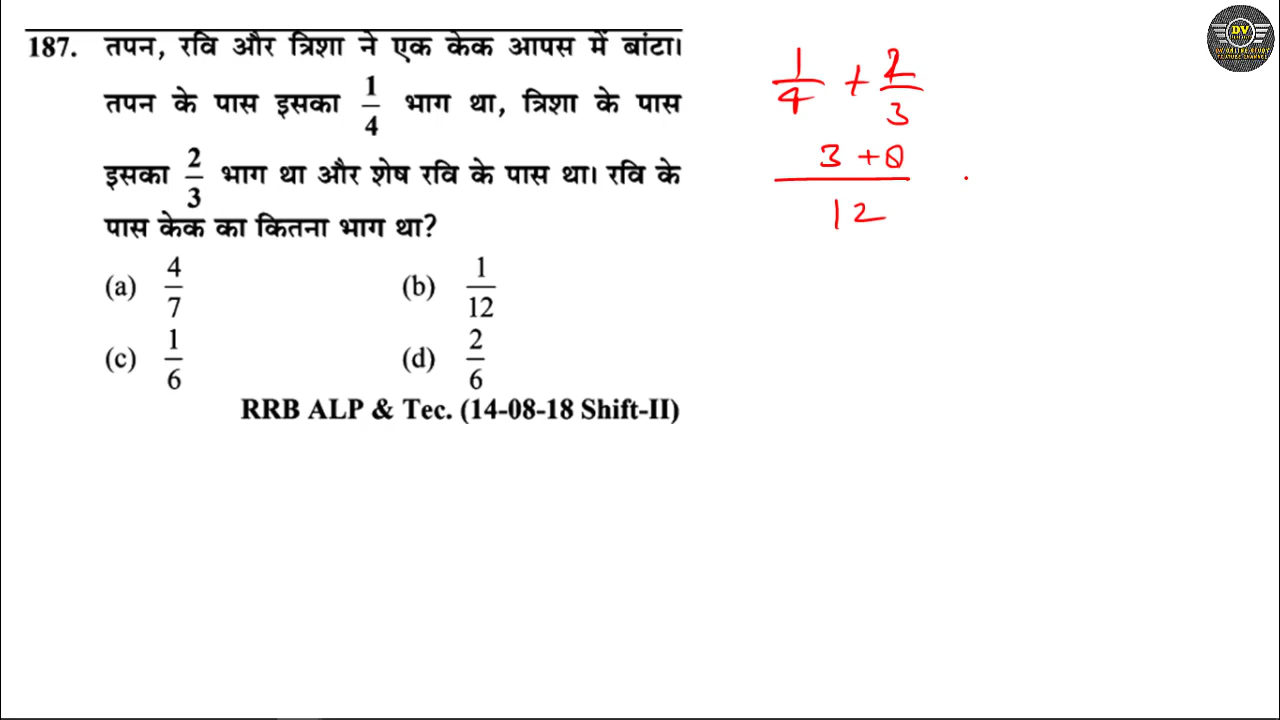 187. तपन, रवि और त्रिशा ने एक केक आपस में बांटा।
तपन के पास इसका 1/4 भाग था, त्रिशा के पास
इसका 2/3 भाग था और शेष रवि के पास था। रवि के
पास केक का कितना भाग था?
(a) 4/7 (b) 1/12
(c) 1/6 (d) 2/6
RRB ALP & Tec. (14-08-18 Shift-II)
1/4 + 2/3
3 + 8
12
DV